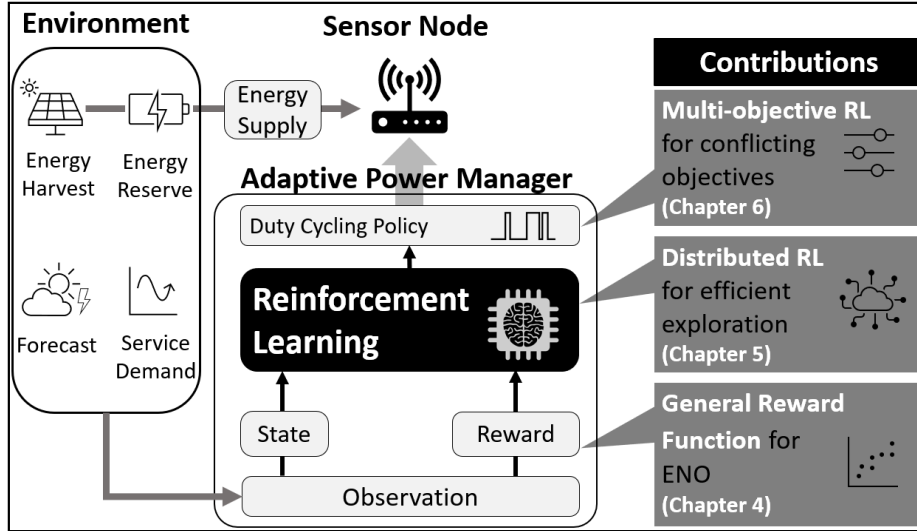 Environment
Energy
Harvest
Energy
Reserve
Forecast
Service
Demand
Energy
Supply
Sensor Node
Adaptive Power Manager
Duty Cycling Policy
Reinforcement
Learning
State
Reward
Observation
Contributions
Multi-objective RL
for conflicting
objectives
(Chapter 6)
Distributed RL
for efficient
exploration
(Chapter 5)
General Reward
Function for
ENO
(Chapter 4)